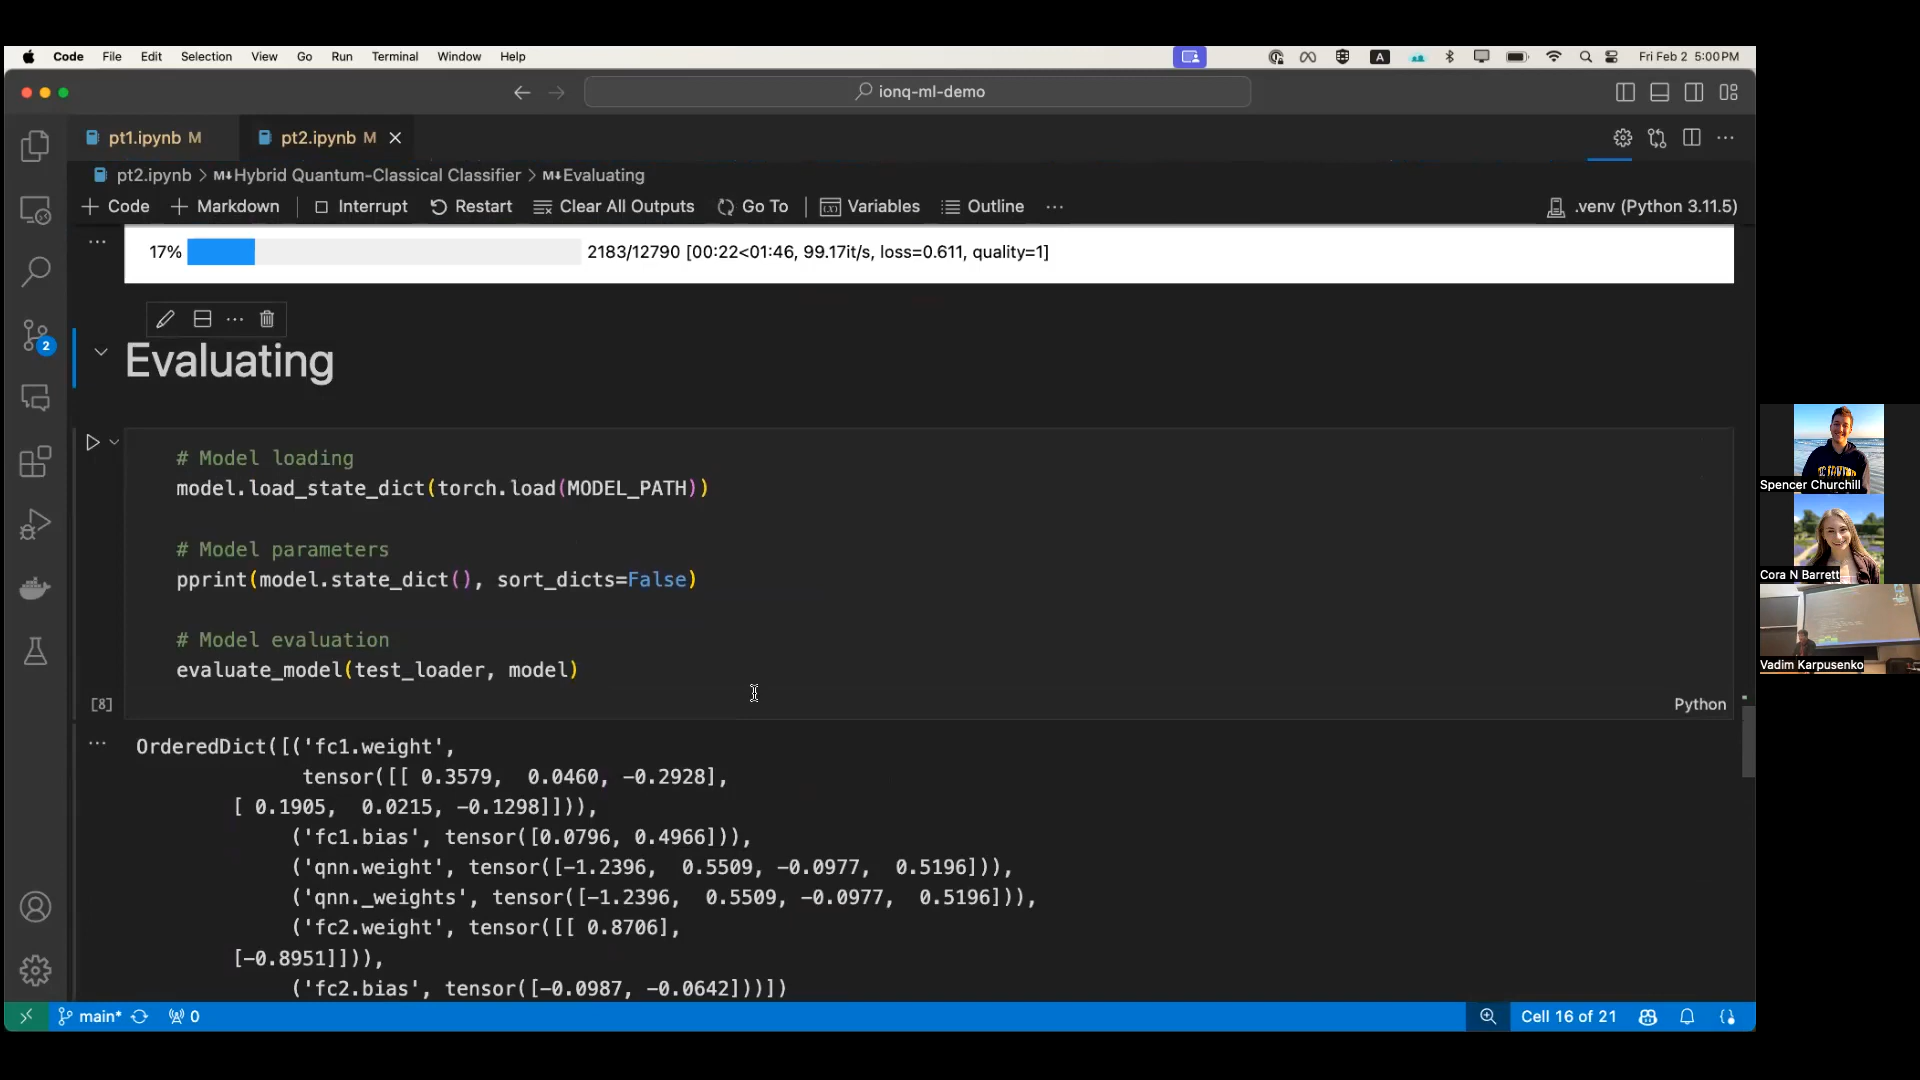 Code File Edit Selection View Go Run Terminal Window Help A Fri Feb 2 5:00 PM
ionq-ml-demo
pt1.ipynb M pt2.ipynb M
pt2.ipynb > M↓Hybrid Quantum-Classical Classifier > M↓Evaluating
Code Markdown Interrupt Restart Clear All Outputs Go To Variables Outline ... .venv (Python 3.11.5)
... 17% 2183/12790 [00:22<01:46, 99.17it/s, loss=0.611, quality=1]
Evaluating
# Model loading
model.load_state_dict(torch.load(MODEL_PATH))
# Model parameters
pprint(model.state_dict(), sort_dicts=False)
# Model evaluation
evaluate_model(test_loader, model)
[8] Python
... OrderedDict([('fc1.weight',
tensor([[ 0.3579,  0.0460, -0.2928],
[ 0.1905,  0.0215, -0.1298]])),
('fc1.bias', tensor([0.0796, 0.4966])),
('qnn.weight', tensor([-1.2396,  0.5509, -0.0977,  0.5196])),
('qnn._weights', tensor([-1.2396,  0.5509, -0.0977,  0.5196])),
('fc2.weight', tensor([[ 0.8706],
[-0.8951]])),
('fc2.bias', tensor([-0.0987, -0.0642]))])
2
main* 0 Cell 16 of 21
Spencer Churchill
Cora N Barrett
Vadim Karpusenko